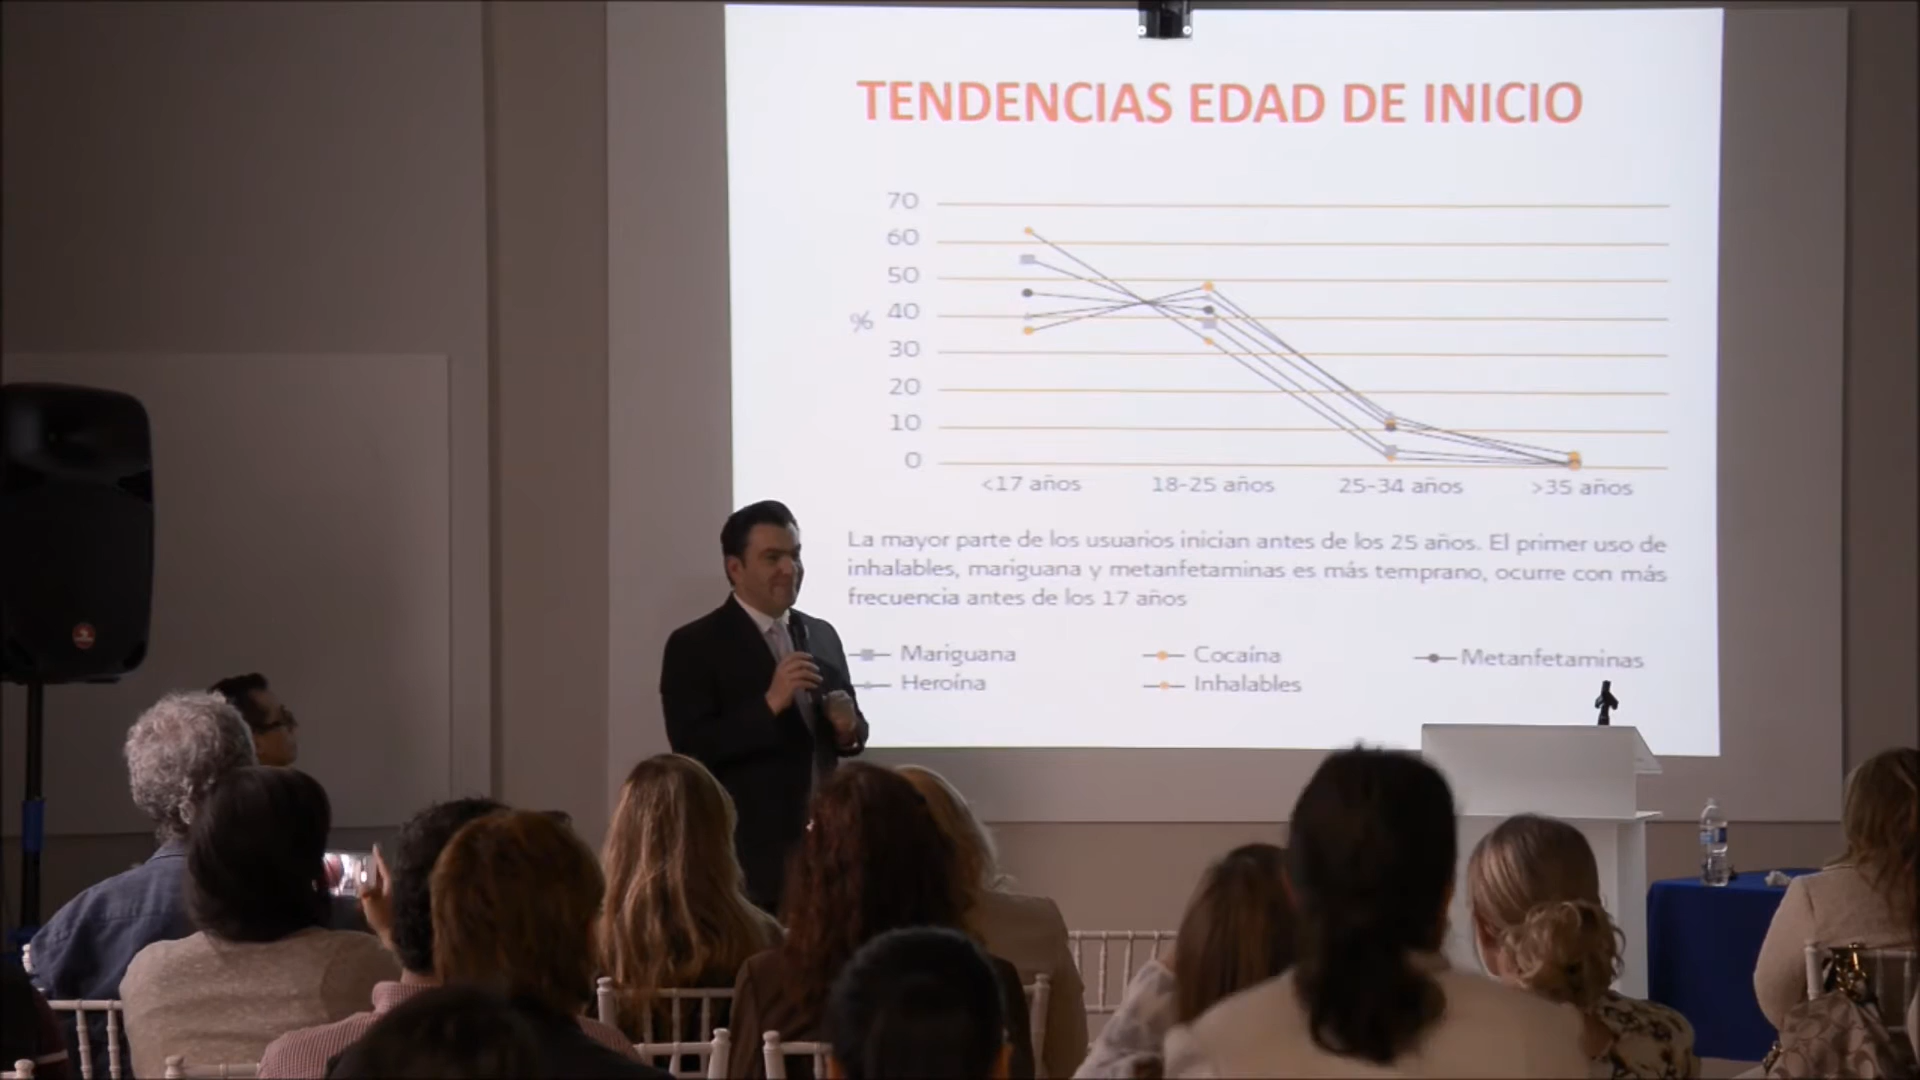 TENDENCIAS EDAD DE INICIO
70
60
50
%
40
30
20
10
0
<17 años
18-25 años
25-34 años
>35 años
La mayor parte de los usuarios inician antes de los 25 años. El primer uso de
inhalables, mariguana y metanfetaminas es más temprano, ocurre con más
frecuencia antes de los 17 años
Mariguana
Cocaína
Metanfetaminas
Heroína
Inhalables